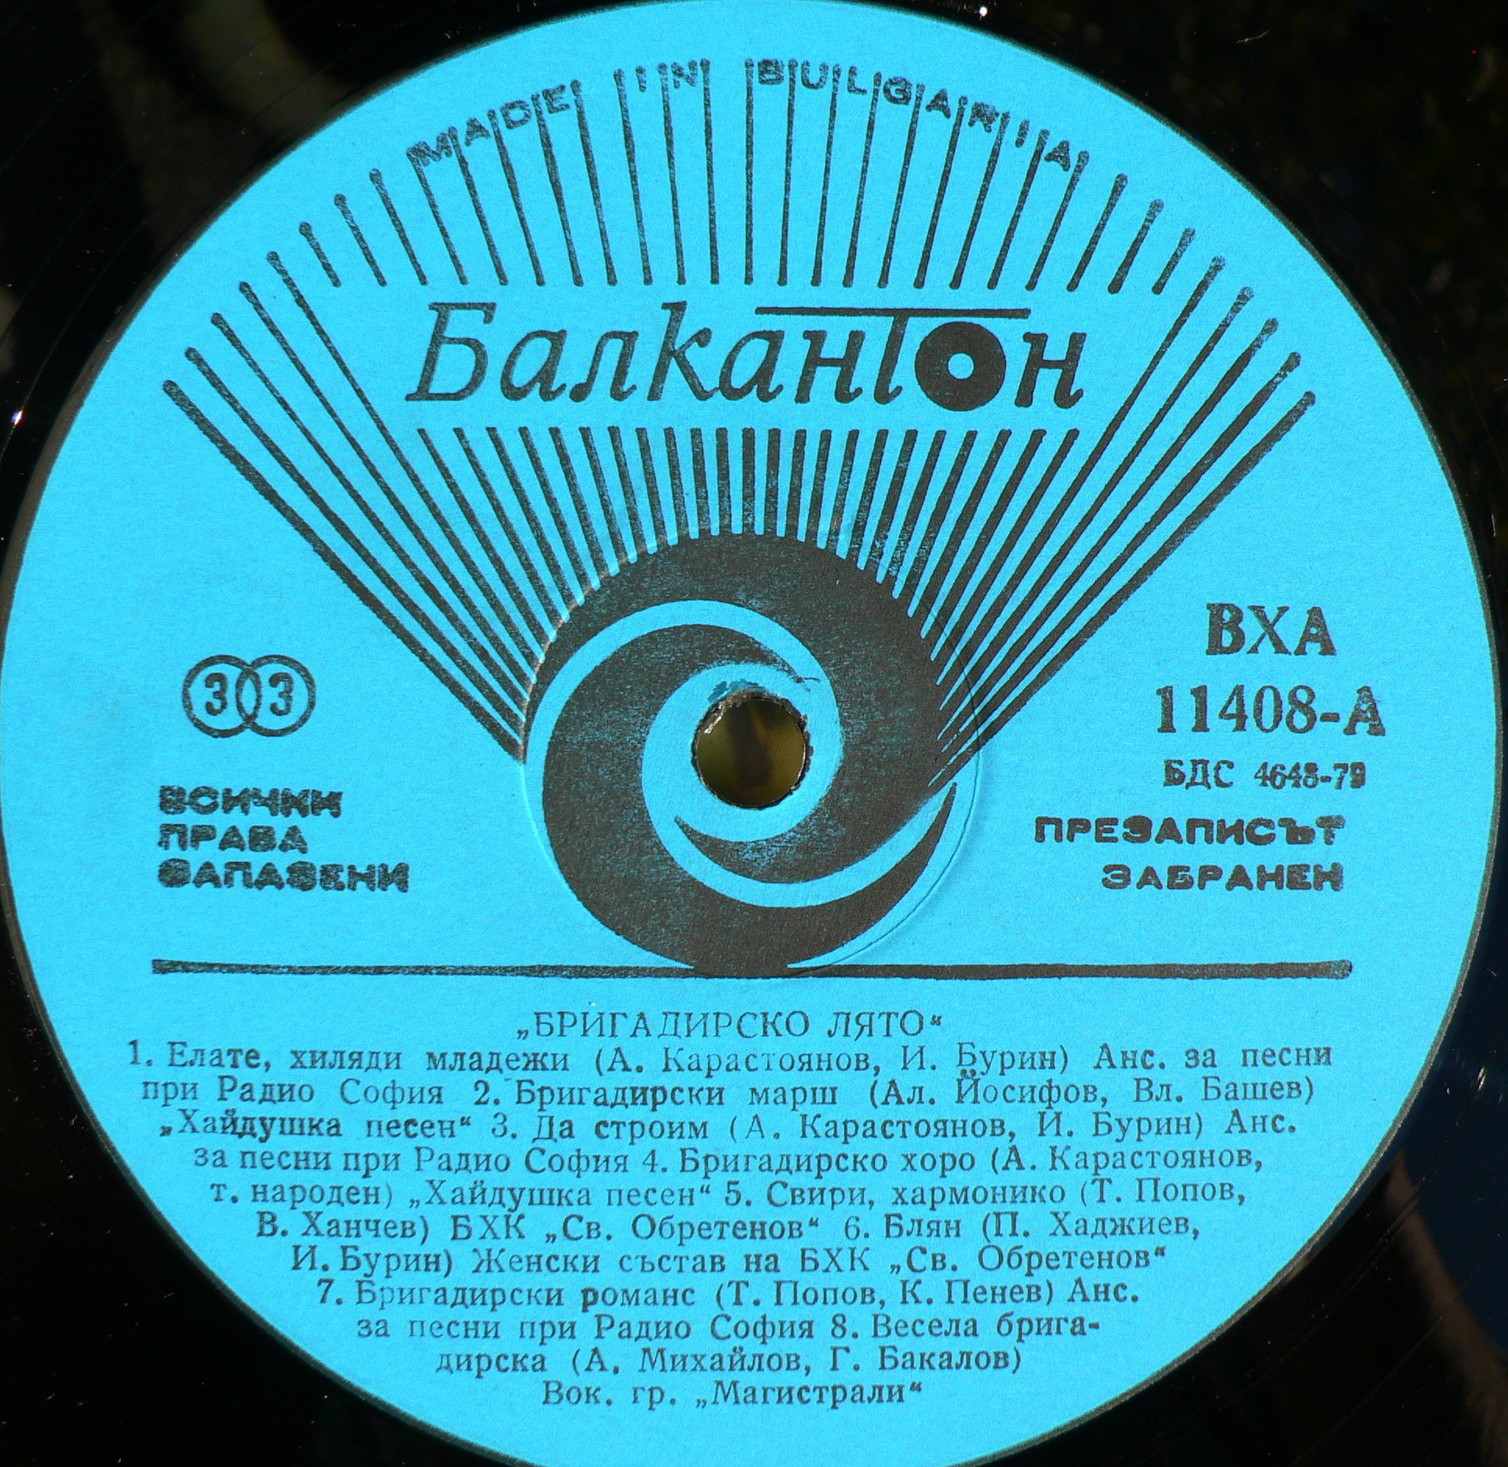 MADE IN BULGARIA
Балкантон
33
ВСИЧКИ
ПРАВА
ЗАПАЗЕНИ
ВХА
11408-А
БДС 4648-79
ПРЕЗАПИСЪТ
ЗАБРАНЕН
„БРИГАДИРСКО ЛЯТО“
1. Елате, хиляди младежи (А. Карастоянов, И. Бурин) Анс. за песни
при Радио София 2. Бригадирски марш (Ал. Йосифов, Вл. Башев)
„Хайдушка песен“ 3. Да строим (А. Карастоянов, И. Бурин) Анс.
за песни при Радио София 4. Бригадирско хоро (А. Карастоянов,
т. народен) „Хайдушка песен“ 5. Свири, хармонико (Т. Попов,
В. Ханчев) БХК „Св. Обретенов“ 6. Блян (П. Хаджиев,
И. Бурин) Женски състав на БХК „Св. Обретенов“
7. Бригадирски романс (Т. Попов, К. Пенев) Анс.
за песни при Радио София 8. Весела брига-
дирска (А. Михайлов, Г. Бакалов)
Вок. гр. „Магистрали“